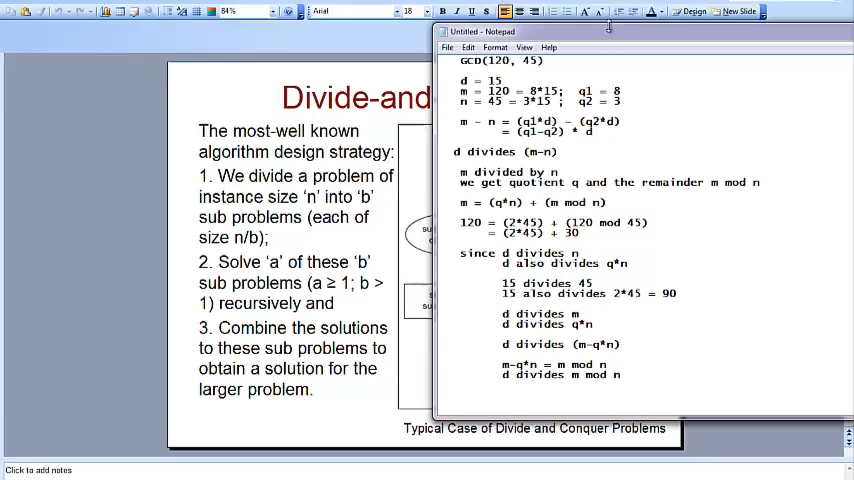 84%
Arial
18
B I U S
Design
New Slide
Untitled - Notepad
File Edit Format View Help
GCD(120, 45)
d = 15
m = 120 = 8*15; q1 = 8
n = 45 = 3*15 ; q2 = 3
m - n = (q1*d) - (q2*d)
= (q1-q2) * d
d divides (m-n)
m divided by n
we get quotient q and the remainder m mod n
m = (q*n) + (m mod n)
120 = (2*45) + (120 mod 45)
= (2*45) + 30
since d divides n
d also divides q*n
15 divides 45
15 also divides 2*45 = 90
d divides m
d divides q*n
d divides (m-q*n)
m-q*n = m mod n
d divides m mod n
Divide-and
The most-well known
algorithm design strategy:
1. We divide a problem of
instance size ‘n’ into ‘b’
sub problems (each of
size n/b);
2. Solve ‘a’ of these ‘b’
sub problems (a ≥ 1; b >
1) recursively and
3. Combine the solutions
to these sub problems to
obtain a solution for the
larger problem.
Typical Case of Divide and Conquer Problems
Click to add notes